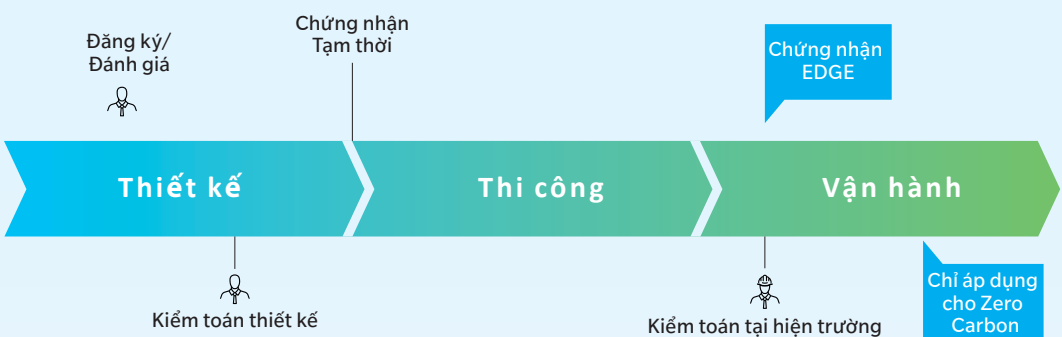 Đăng ký/
Đánh giá
Chứng nhận
Tạm thời
Chứng nhận
EDGE
Thiết kế
Thi công
Vận hành
Kiểm toán thiết kế
Kiểm toán tại hiện trường
Chỉ áp dụng
cho Zero
Carbon